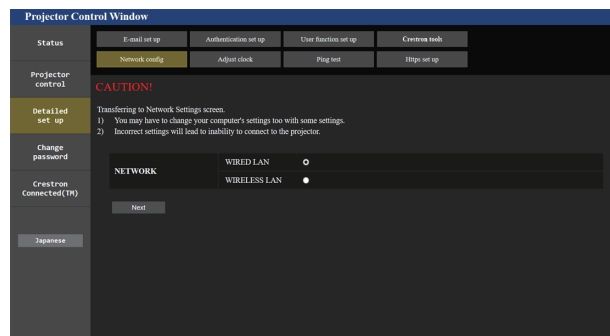 Projector Control Window
Status
Projector
control
Detailed
set up
Change
password
Crestron
Connected(TM)
Japanese
E-mail set up
Authentication set up
User function set up
Crestron tools
Network config
Adjust clock
Ping test
Https set up
CAUTION!
Transferring to Network Settings screen.
1) You may have to change your computer's settings too with some settings.
2) Incorrect settings will lead to inability to connect to the projector.
NETWORK
WIRED LAN
WIRELESS LAN
Next